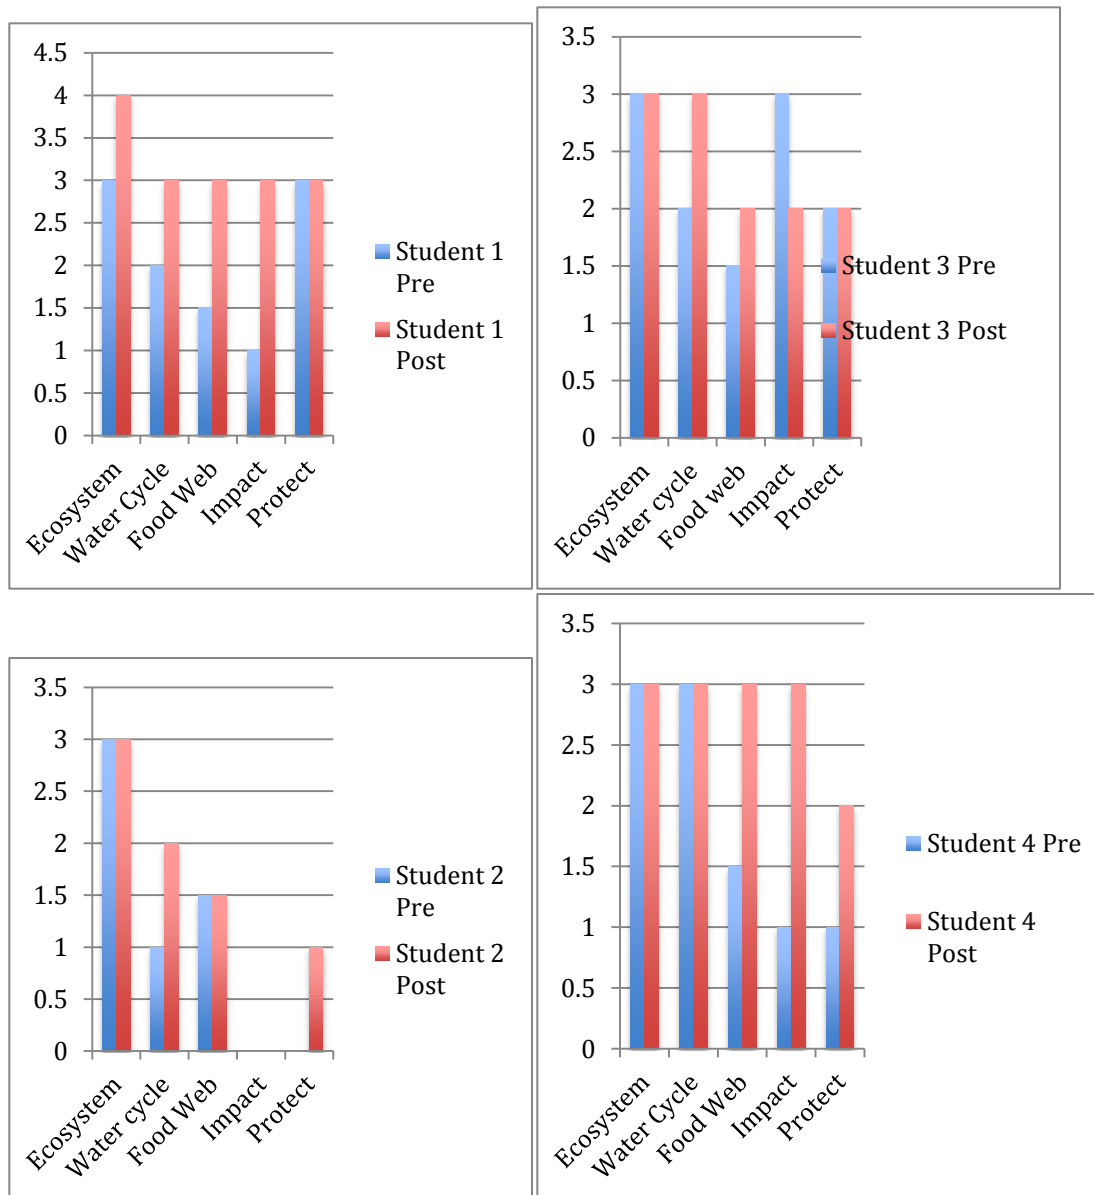 4.5
4
3.5
3
2.5
2
1.5
1
0.5
0
Ecosystem
Water Cycle
Food Web
Impact
Protect
Student 1
Pre
Student 1
Post
3.5
3
2.5
2
1.5
1
0.5
0
Ecosystem
Water cycle
Food web
Impact
Protect
Student 3 Pre
Student 3 Post
3.5
3
2.5
2
1.5
1
0.5
0
Ecosystem
Water cycle
Food Web
Impact
Protect
Student 2
Pre
Student 2
Post
3.5
3
2.5
2
1.5
1
0.5
0
Ecosystem
Water Cycle
Food Web
Impact
Protect
Student 4 Pre
Student 4
Post